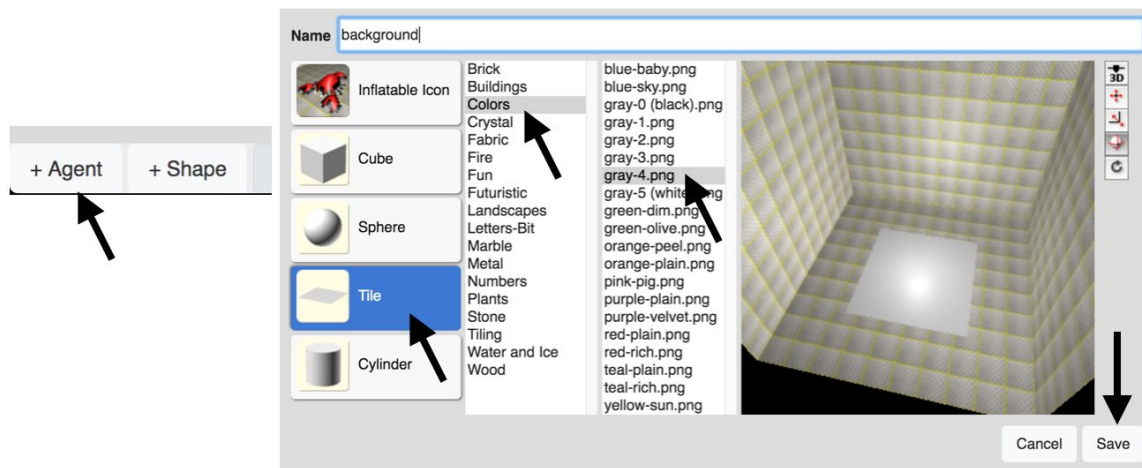 + Agent
+ Shape
Name
background
Inflatable Icon
Cube
Sphere
Tile
Cylinder
Brick
Buildings
Colors
Crystal
Fabric
Fire
Fun
Futuristic
Landscapes
Letters-Bit
Marble
Metal
Numbers
Plants
Stone
Tiling
Water and Ice
Wood
blue-baby.png
blue-sky.png
gray-0 (black).png
gray-1.png
gray-2.png
gray-3.png
gray-4.png
gray-5 (white).png
green-dim.png
green-olive.png
orange-peel.png
orange-plain.png
pink-pig.png
purple-plain.png
purple-velvet.png
red-plain.png
red-rich.png
teal-plain.png
teal-rich.png
yellow-sun.png
3D
Cancel
Save